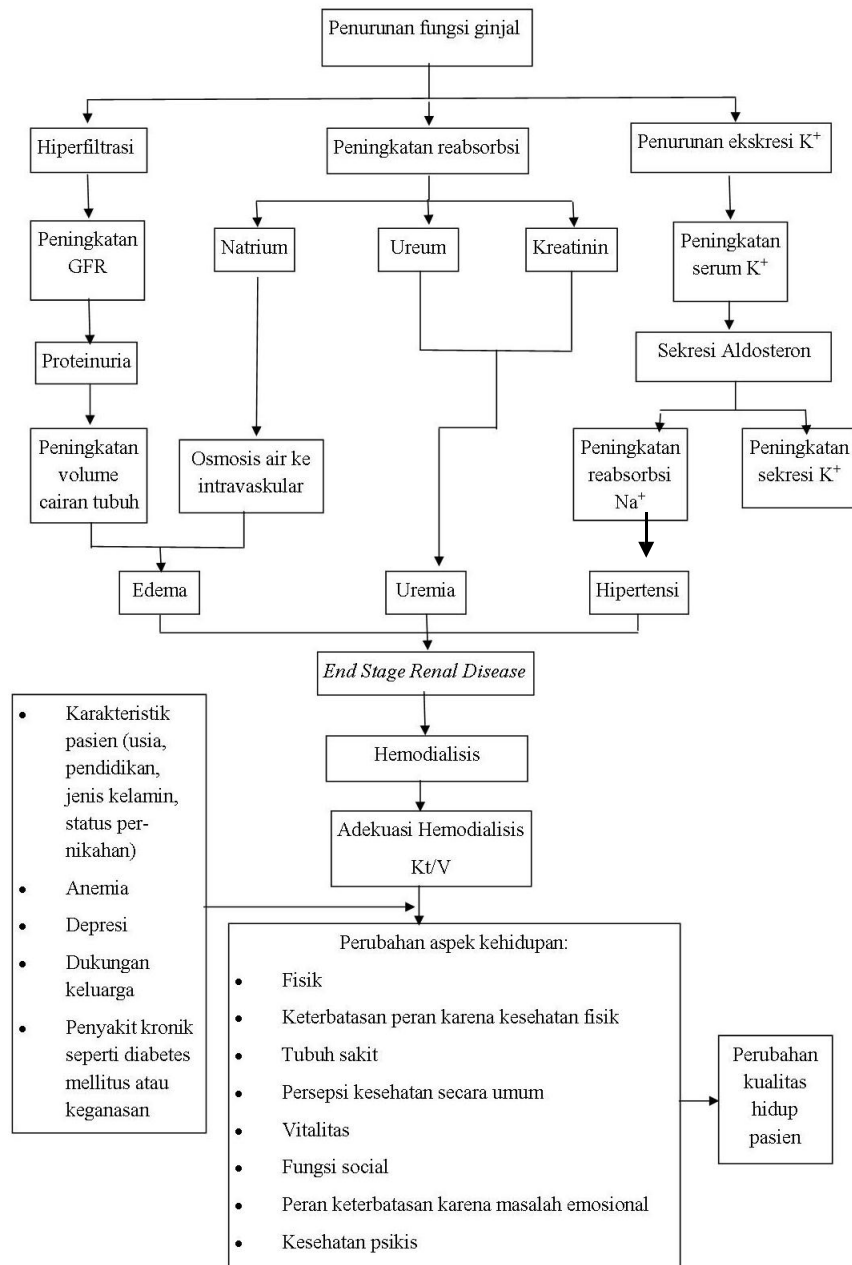 Penurunan fungsi ginjal
Hiperfiltrasi
Peningkatan reabsorbsi
Penurunan ekskresi K⁺
Peningkatan
GFR
Natrium
Ureum
Kreatinin
Peningkatan
serum K⁺
Proteinuria
Sekresi Aldosteron
Peningkatan
volume
cairan tubuh
Osmosis air ke
intravaskular
Peningkatan
reabsorbsi
Na⁺
Peningkatan
sekresi K⁺
Edema
Uremia
Hipertensi
End Stage Renal Disease
Hemodialisis
Adekuasi Hemodialisis
Kt/V
• Karakteristik
pasien (usia,
pendidikan,
jenis kelamin,
status per-
nikahan)
• Anemia
• Depresi
• Dukungan
keluarga
• Penyakit kronik
seperti diabetes
mellitus atau
keganasan
Perubahan aspek kehidupan:
• Fisik
• Keterbatasan peran karena kesehatan fisik
• Tubuh sakit
• Persepsi kesehatan secara umum
• Vitalitas
• Fungsi social
• Peran keterbatasan karena masalah emosional
• Kesehatan psikis
Perubahan
kualitas
hidup
pasien